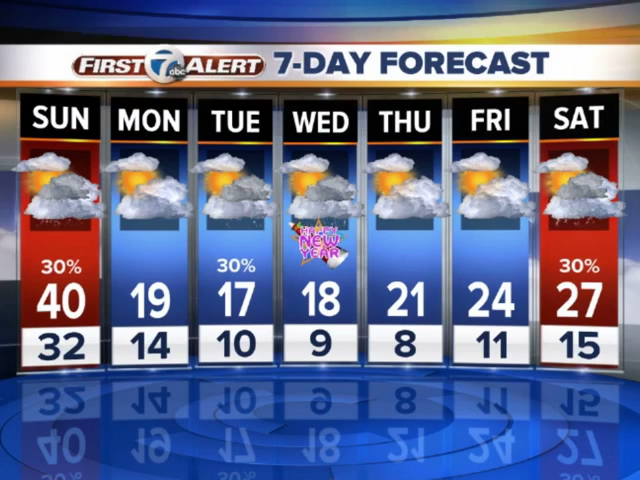 FIRST 7 abc ALERT 7-DAY FORECAST
SUN MON TUE WED THU FRI SAT
HAPPY
NEW
YEAR
30% 30% 30%
40 19 17 18 21 24 27
32 14 10 9 8 11 15